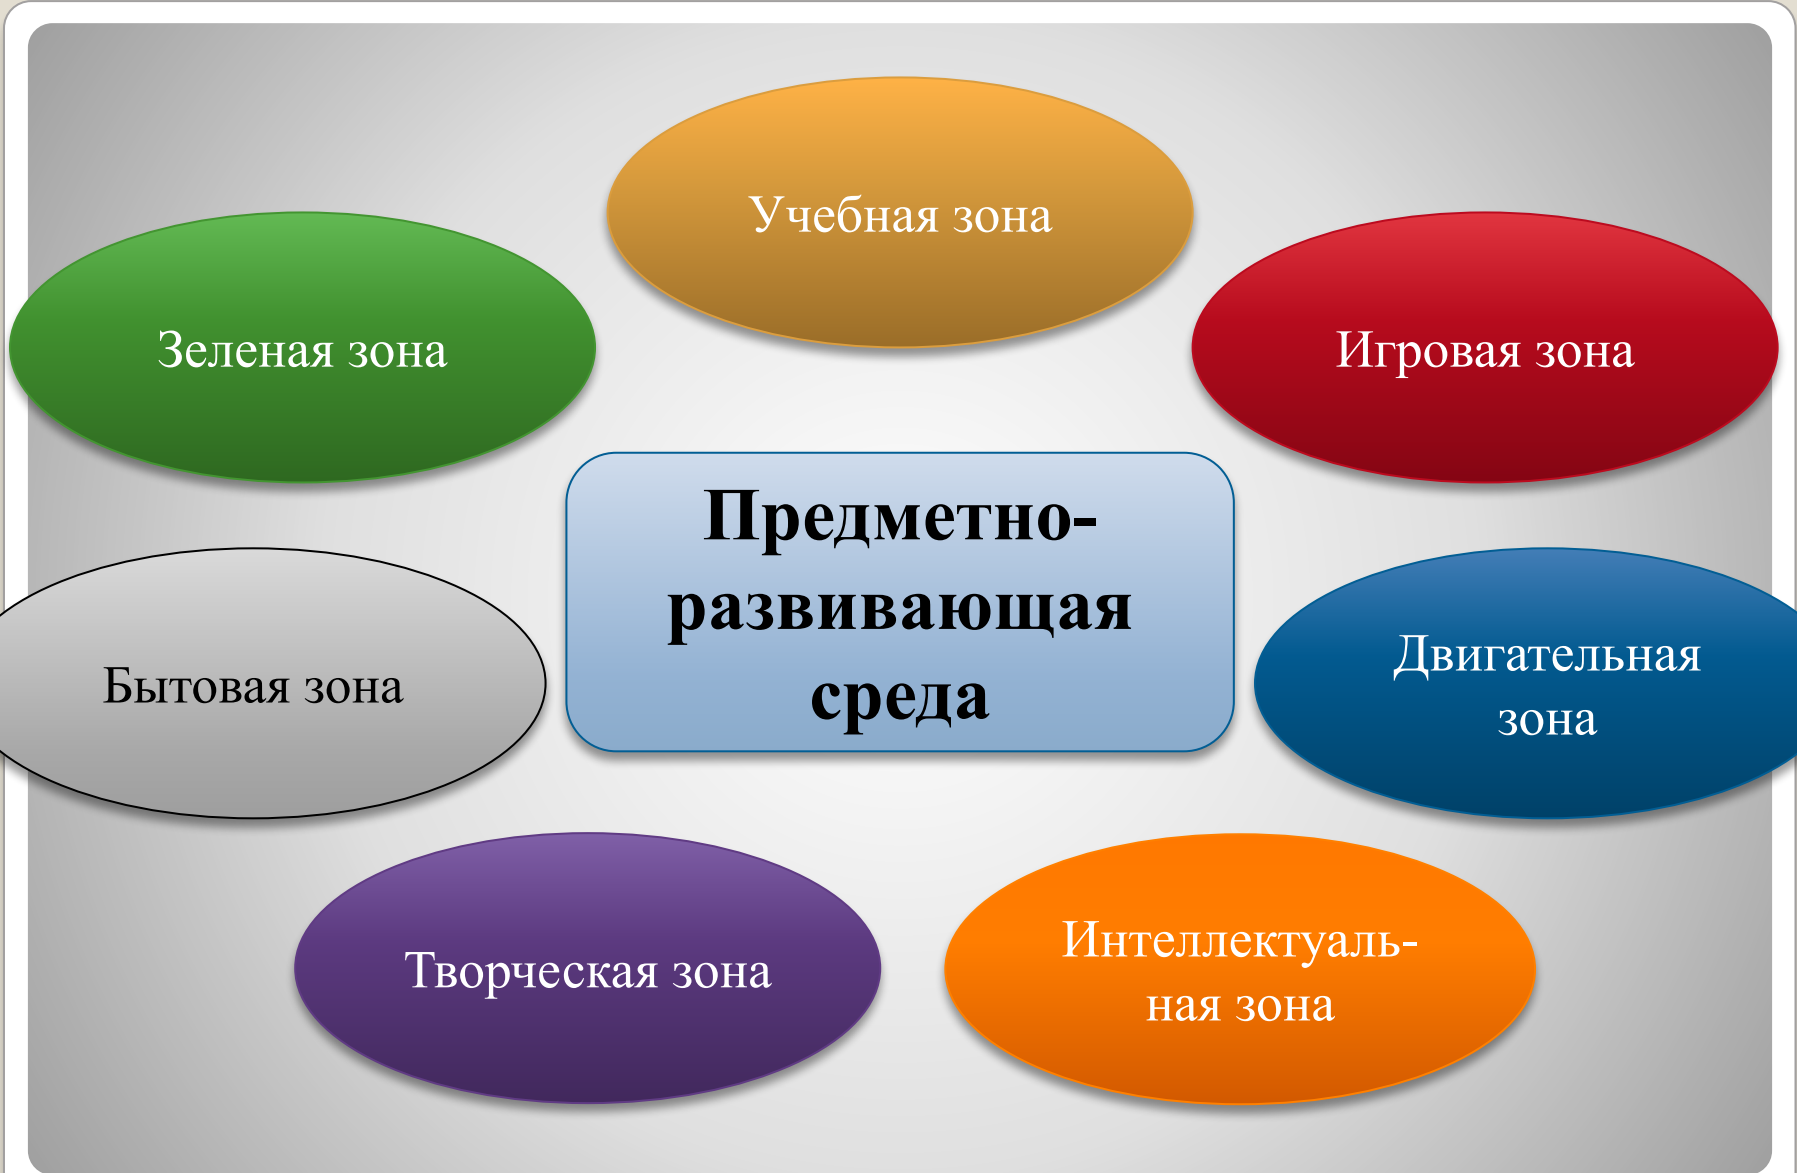 Учебная зона
Зеленая зона
Игровая зона
Предметно-
развивающая
среда
Бытовая зона
Двигательная
зона
Творческая зона
Интеллектуаль-
ная зона